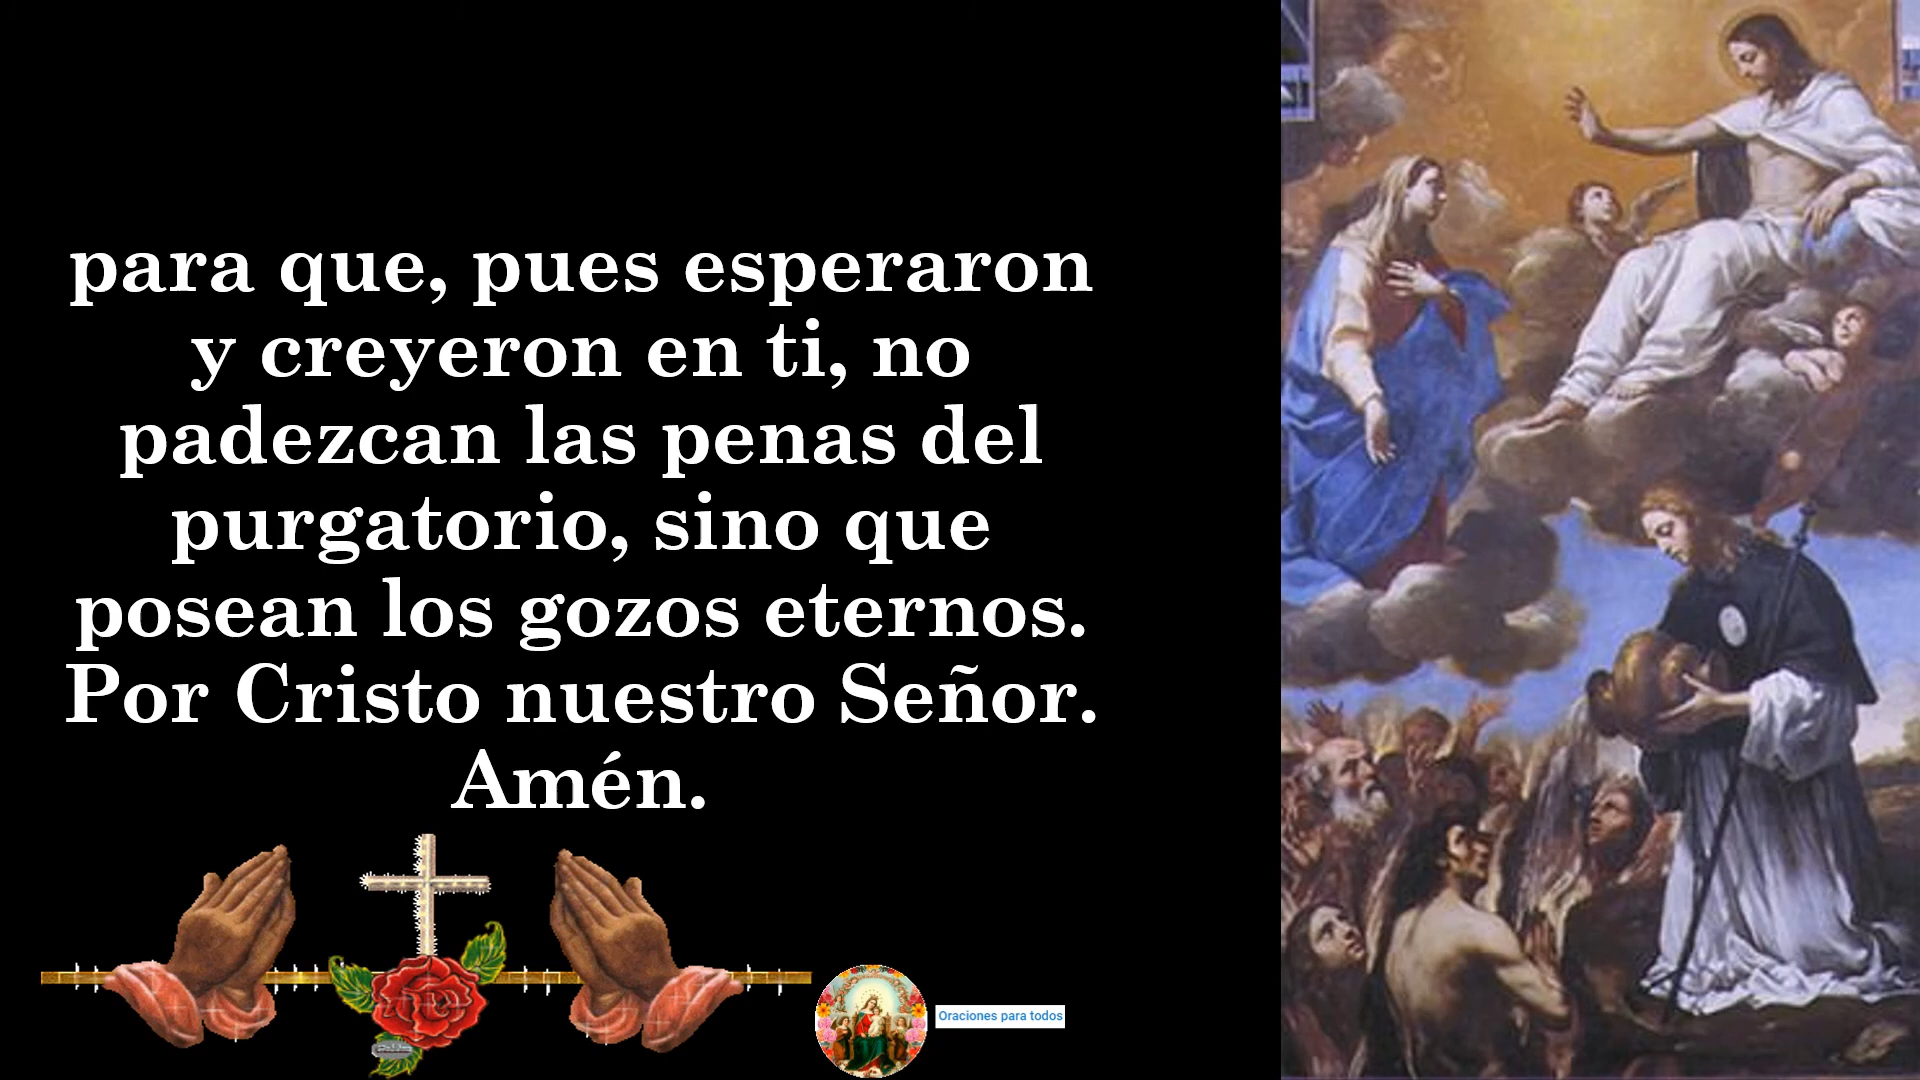 para que, pues esperaron
y creyeron en ti, no
padezcan las penas del
purgatorio, sino que
posean los gozos eternos.
Por Cristo nuestro Señor.
Amén.
Oraciones para todos